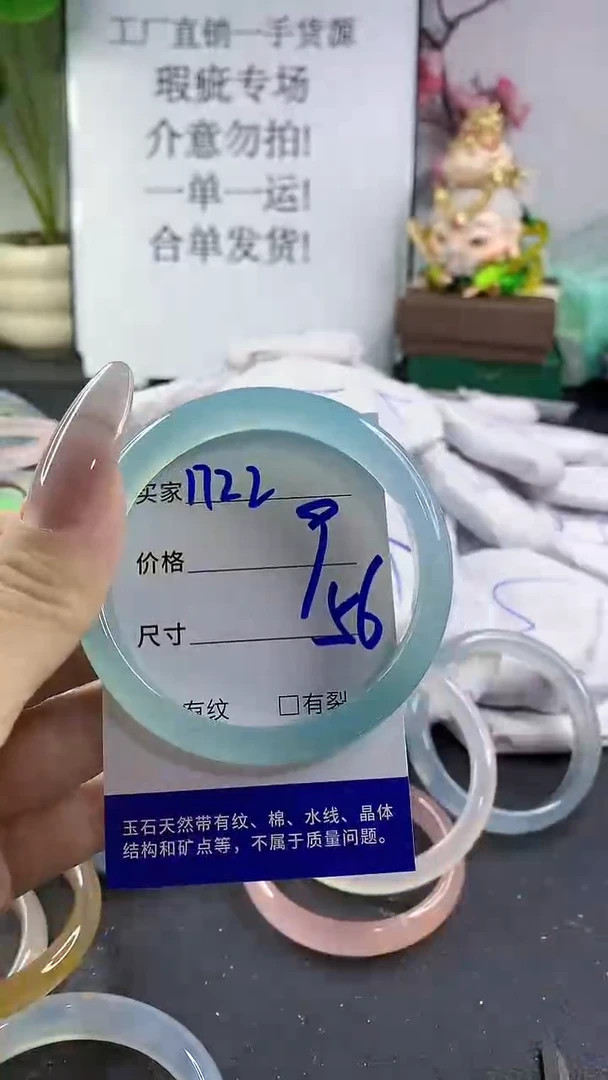 工厂直销一手货源
瑕疵专场
介意勿拍!
一单一运!
合单发货!
买家 1722
价格
尺寸 56
有纹 □有裂
玉石天然带有纹、棉、水线、晶体
结构和矿点等，不属于质量问题。